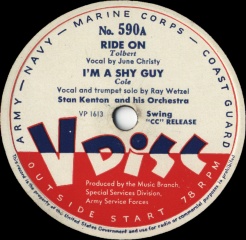 ARMY — NAVY — MARINE CORPS — COAST GUARD
No. 590A
RIDE ON
Tolbert
Vocal by June Christy
I'M A SHY GUY
Cole
Vocal and trumpet solo by Ray Wetzel
Stan Kenton and his Orchestra
VP 1613
Swing
"CC" RELEASE
V DISC
Produced by the Music Branch,
Special Services Division,
Army Service Forces
OUTSIDE START 78 RPM